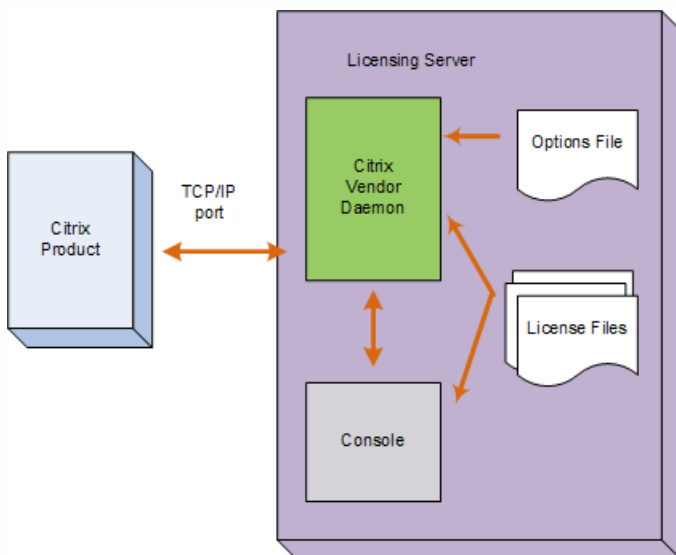 Licensing Server
Citrix
Vendor
Daemon
Options File
TCP/IP
port
Citrix
Product
License Files
Console